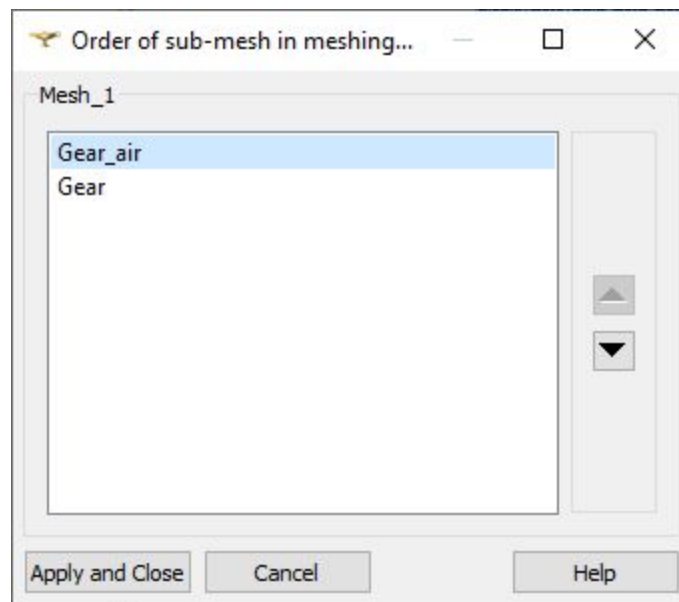 Order of sub-mesh in meshing...
Mesh_1
Gear_air
Gear
Apply and Close
Cancel
Help